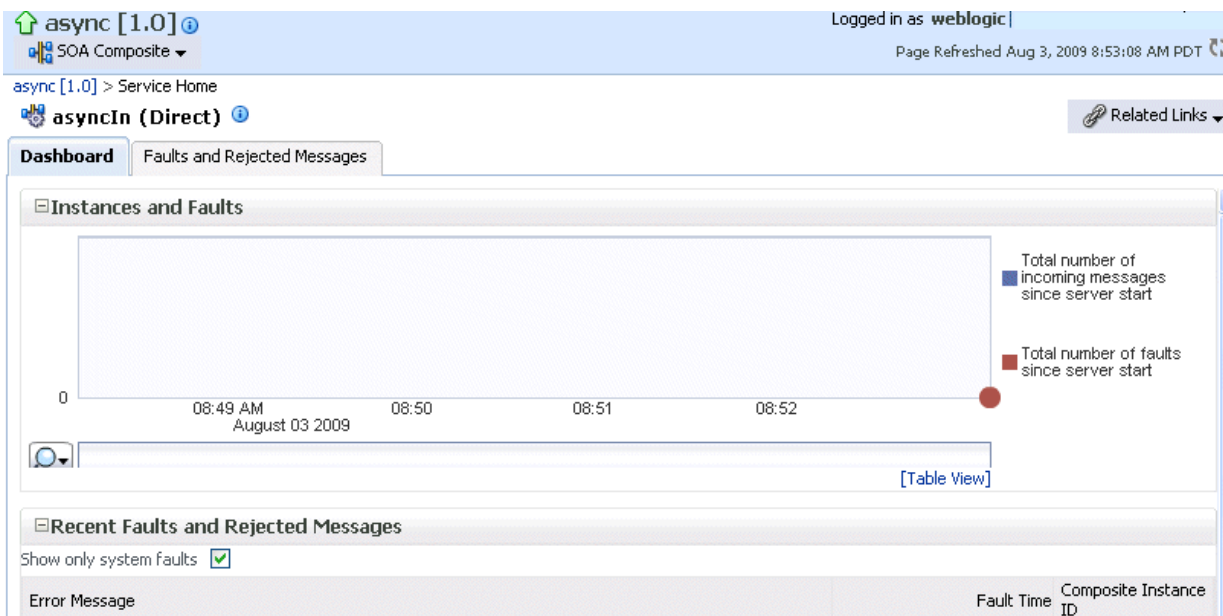 async [1.0]
Logged in as weblogic
SOA Composite
Page Refreshed Aug 3, 2009 8:53:08 AM PDT
async [1.0] > Service Home
asyncIn (Direct)
Related Links
Dashboard
Faults and Rejected Messages
Instances and Faults
Total number of
incoming messages
since server start
Total number of faults
since server start
0
08:49 AM 08:50 08:51 08:52
August 03 2009
[Table View]
Recent Faults and Rejected Messages
Show only system faults
Error Message
Fault Time
Composite Instance
ID